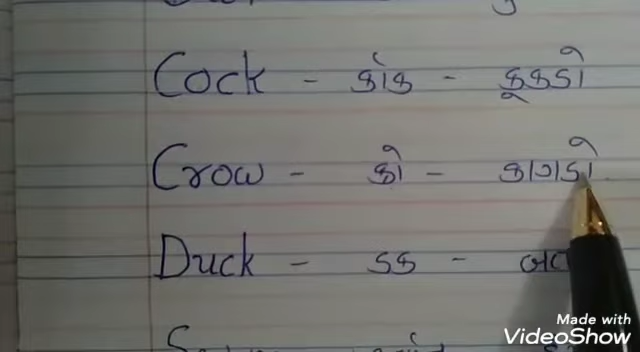 Cock - કોક - કુકડો
Crow - ક્રો - કાગડો
Duck - ડક -
Made with
VideoShow